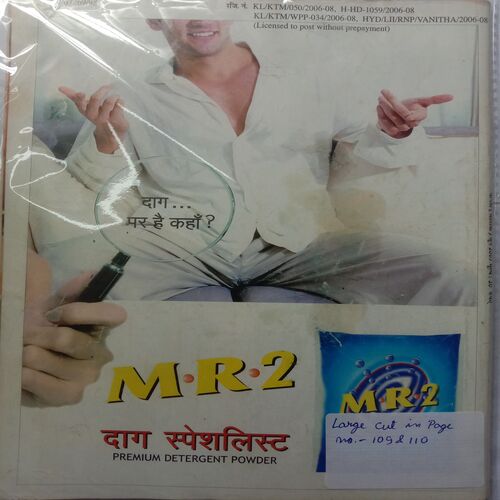 रजि. नं. KL/KTM/050/2006-08, H-HD-1059/2006-08
KL/KTM/WPP-034/2006-08, HYD/LII/RNP/VANITHA/2006-08
(Licensed to post without prepayment)
दाग...
पर है कहाँ?
M·R·2
दाग स्पेशलिस्ट
PREMIUM DETERGENT POWDER
M·R·2
Large cut in Page
no.- 109 & 110